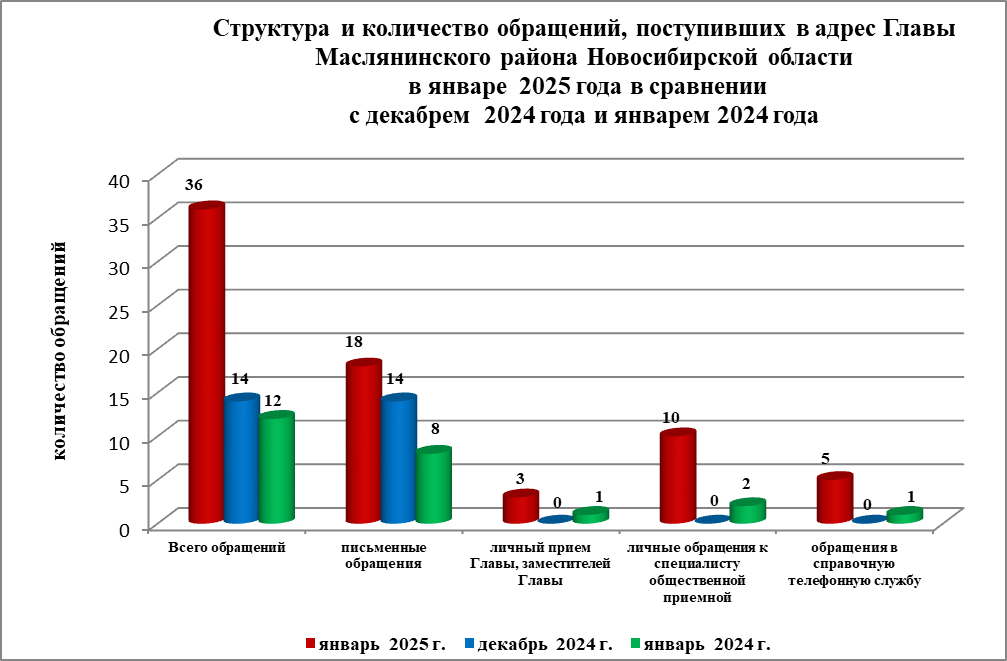 Структура и количество обращений, поступивших в адрес Главы
Маслянинского района Новосибирской области
в январе 2025 года в сравнении
с декабрем 2024 года и январем 2024 года
количество обращений
40
35
30
25
20
15
10
5
0
36
14
12
18
14
8
3
0
1
10
0
2
5
0
1
Всего обращений
письменные
обращения
личный прием
Главы, заместителей
Главы
личные обращения к
специалисту
общественной
приемной
обращения в
справочную
телефонную службу
январь 2025 г.
декабрь 2024 г.
январь 2024 г.